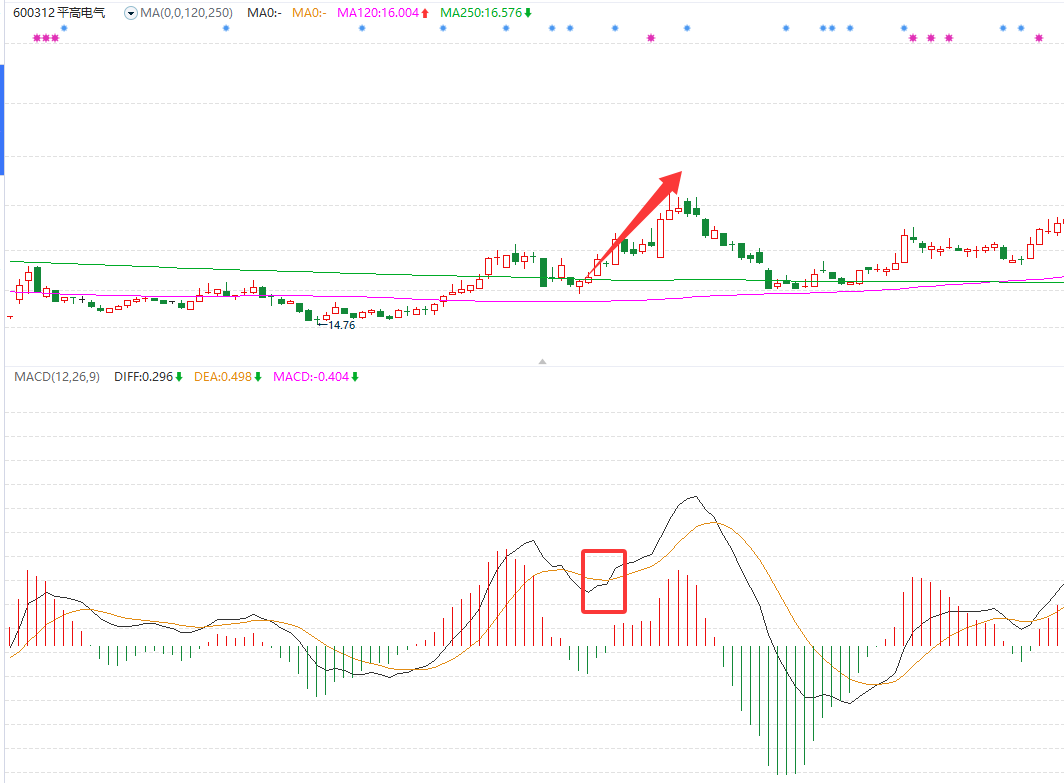 600312 平高电气 MA(0,0,120,250) MA0:- MA0:- MA120:16.004 MA250:16.576
←14.76
MACD(12,26,9) DIFF:0.296 DEA:0.498 MACD:-0.404